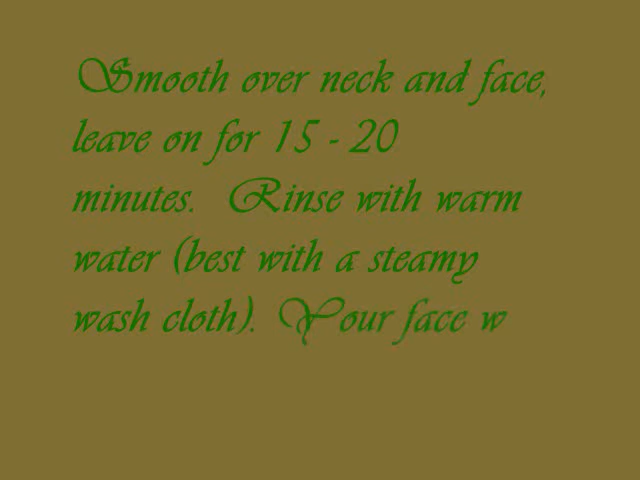 Smooth over neck and face,
leave on for 15 - 20
minutes.  Rinse with warm
water (best with a steamy
wash cloth).  Your face w